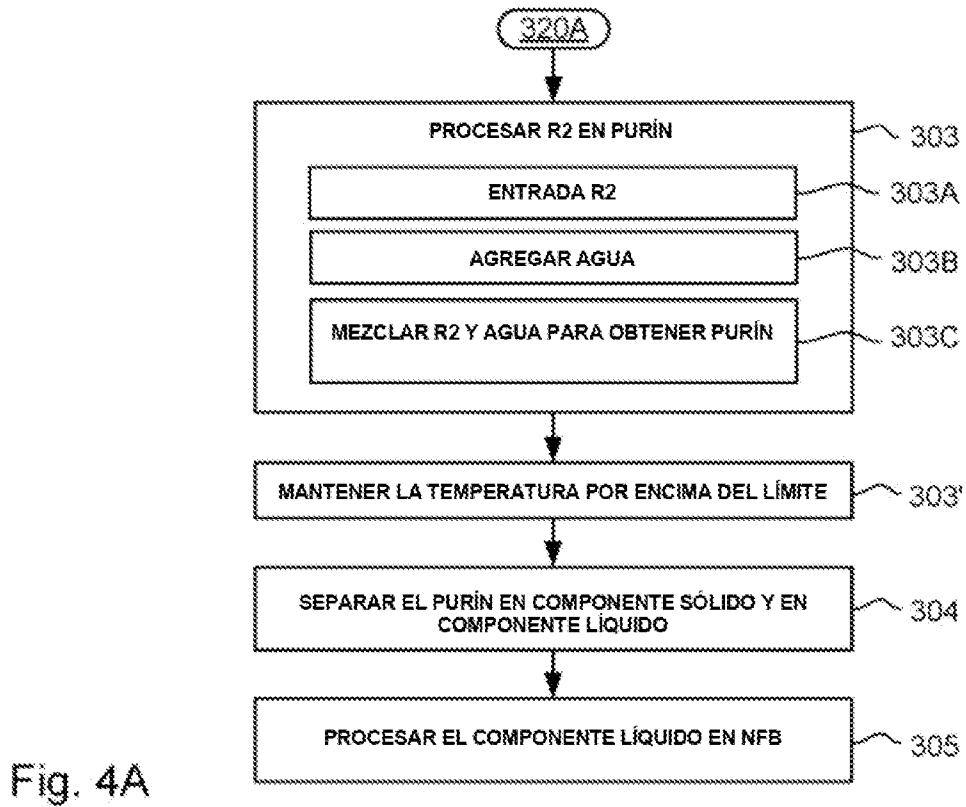 320A
PROCESAR R2 EN PURÍN
303
ENTRADA R2
303A
AGREGAR AGUA
303B
MEZCLAR R2 Y AGUA PARA OBTENER PURÍN
303C
MANTENER LA TEMPERATURA POR ENCIMA DEL LÍMITE
303'
SEPARAR EL PURÍN EN COMPONENTE SÓLIDO Y EN
COMPONENTE LÍQUIDO
304
PROCESAR EL COMPONENTE LÍQUIDO EN NFB
305
Fig. 4A